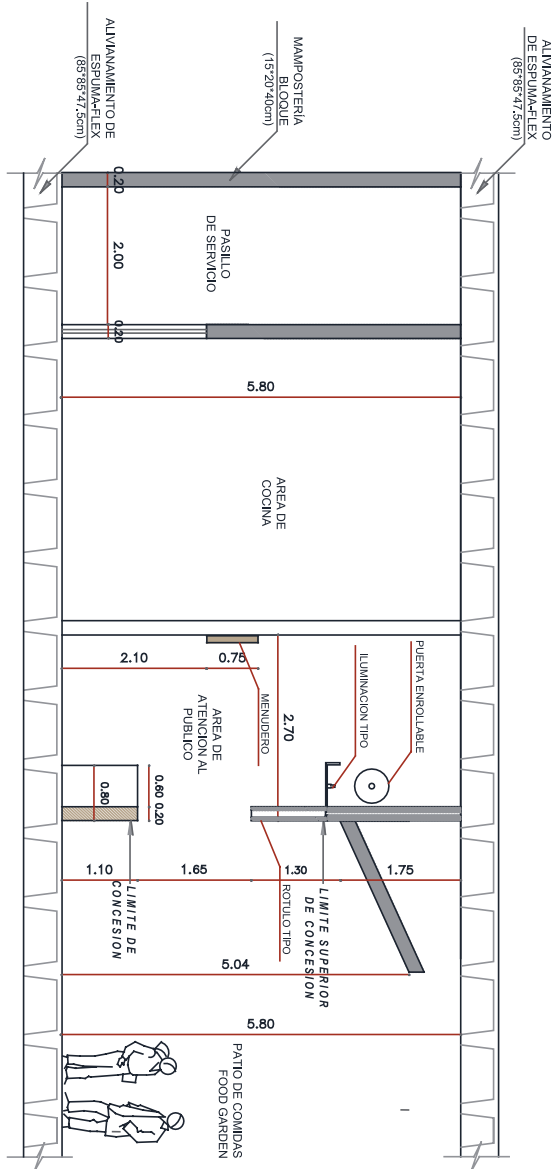 ALIVIANAMIENTO
DE ESPUMA-FLEX
(85*85*47.5cm)
MAMPOSTERÍA
BLOQUE
(15*20*40cm)
ALIVIANAMIENTO DE
ESPUMA-FLEX
(85*85*47.5cm)
0.20
2.00
0.20
PASILLO
DE SERVICIO
5.80
AREA DE
COCINA
2.10
0.75
2.70
MENUDERO
ILUMINACION TIPO
PUERTA ENROLLABLE
AREA DE
ATENCION AL
PUBLICO
0.60
0.20
0.80
1.10
1.65
1.30
1.75
LIMITE DE
CONCESION
ROTULO TIPO
LIMITE SUPERIOR
DE CONCESION
5.04
5.80
PATIO DE COMIDAS
FOOD GARDEN